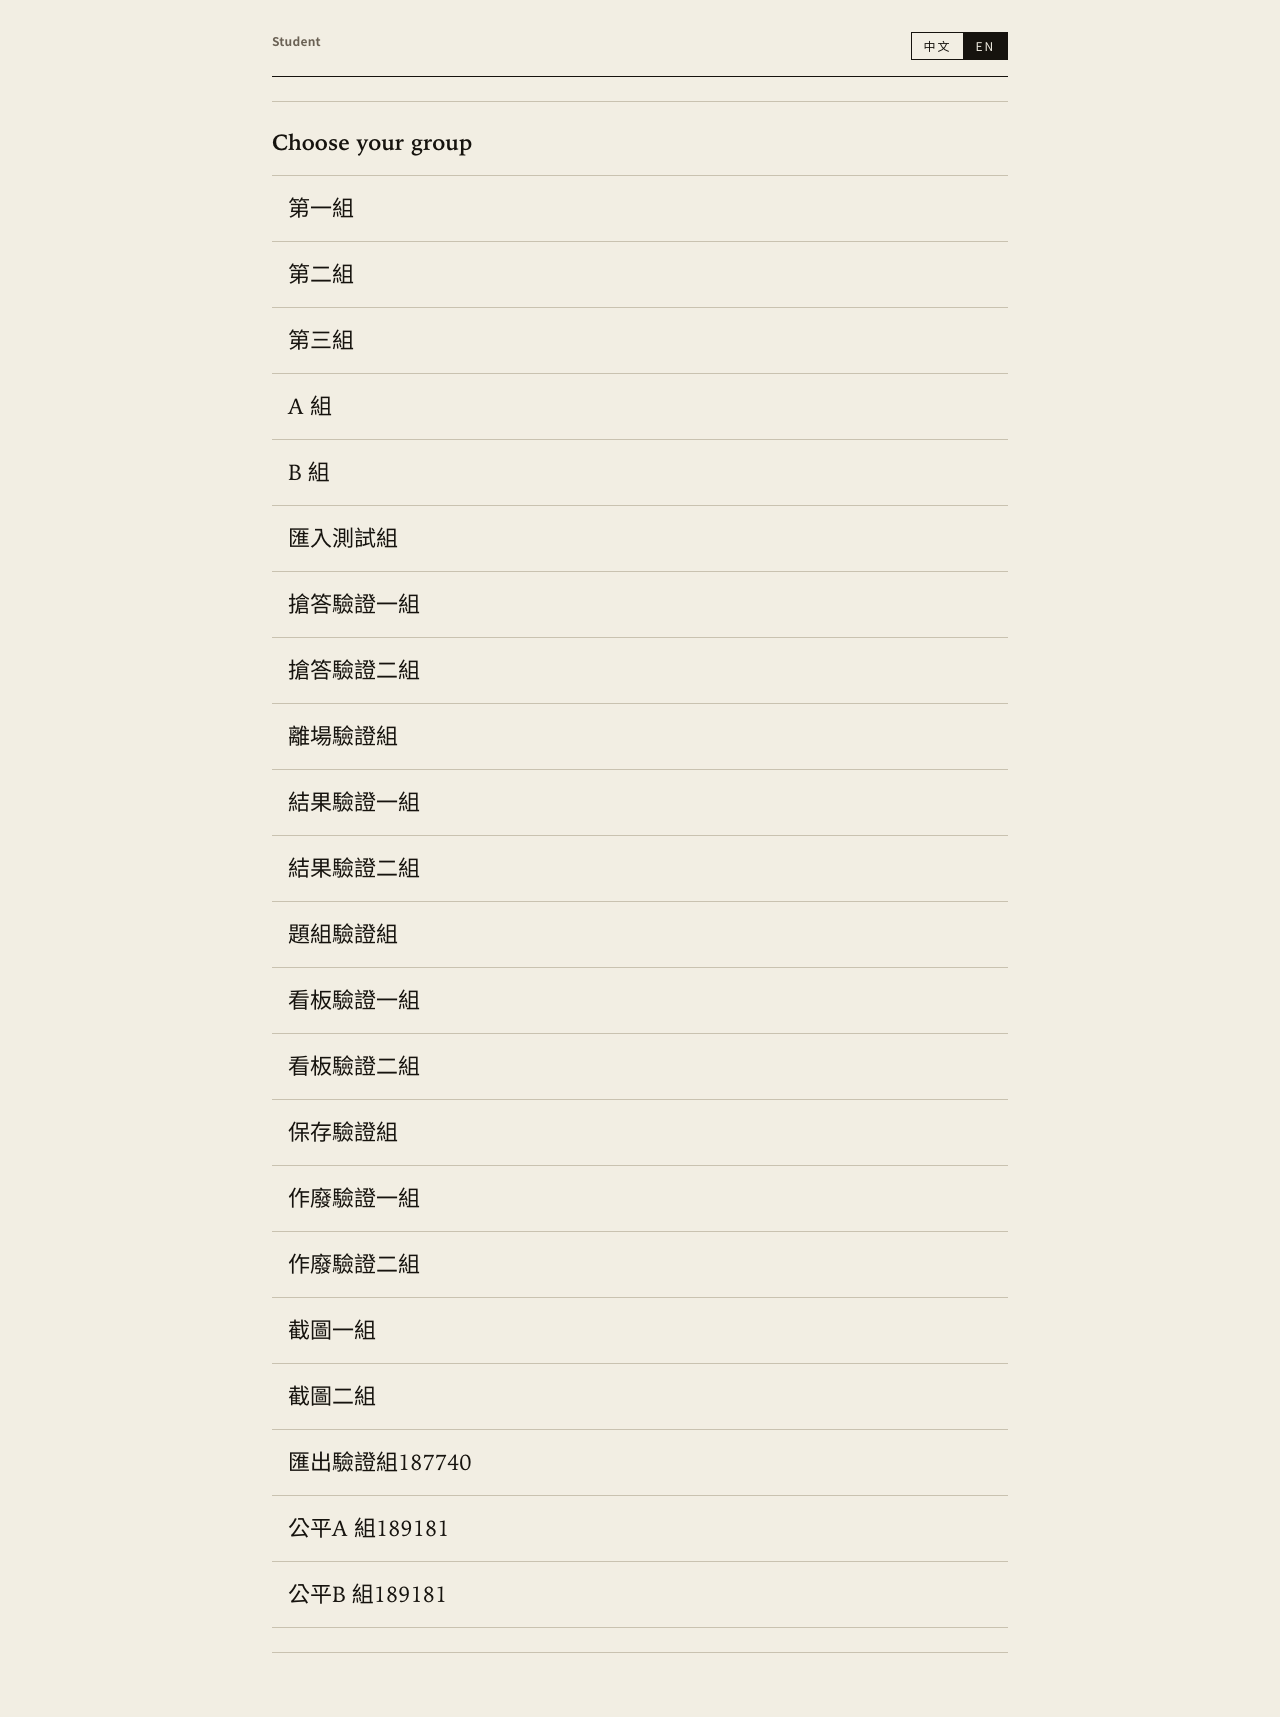 Student
中文 EN
Choose your group
第一組
第二組
第三組
A 組
B 組
匯入測試組
搶答驗證一組
搶答驗證二組
離場驗證組
結果驗證一組
結果驗證二組
題組驗證組
看板驗證一組
看板驗證二組
保存驗證組
作廢驗證一組
作廢驗證二組
截圖一組
截圖二組
匯出驗證組187740
公平A 組189181
公平B 組189181